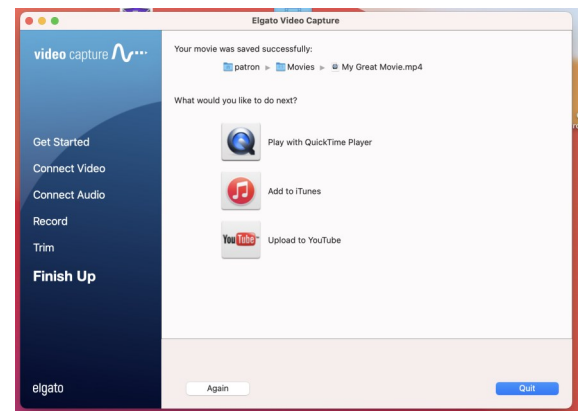 Elgato Video Capture
video capture
Your movie was saved successfully:
patron ▸ Movies ▸ My Great Movie.mp4
What would you like to do next?
Get Started
Play with QuickTime Player
Connect Video
Connect Audio
Add to iTunes
Record
Trim
YouTube
Upload to YouTube
Finish Up
elgato
Again
Quit